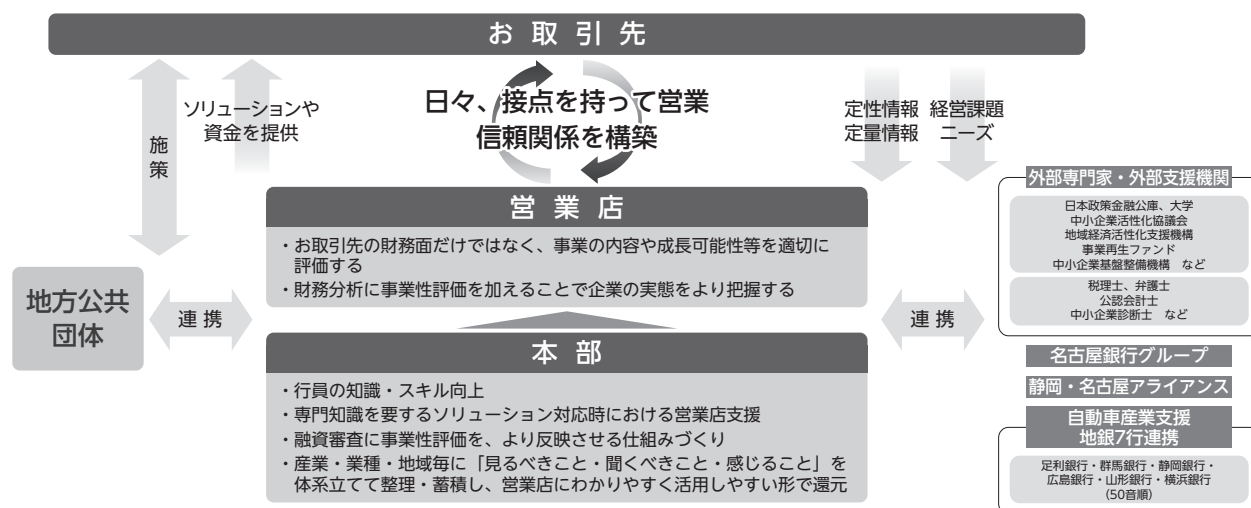 お取引先
ソリューションや
資金を提供
施策
日々、接点を持って営業
信頼関係を構築
定性情報
定量情報
経営課題
ニーズ
営業店
・お取引先の財務面だけではなく、事業の内容や成長可能性等を適切に
評価する
・財務分析に事業性評価を加えることで企業の実態をより把握する
地方公共
団体
連携
連携
本部
・行員の知識・スキル向上
・専門知識を要するソリューション対応時における営業店支援
・融資審査に事業性評価を、より反映させる仕組みづくり
・産業・業種・地域毎に「見るべきこと・聞くべきこと・感じること」を
体系立てて整理・蓄積し、営業店にわかりやすく活用しやすい形で還元
外部専門家・外部支援機関
日本政策金融公庫、大学
中小企業活性化協議会
地域経済活性化支援機構
事業再生ファンド
中小企業基盤整備機構　など
税理士、弁護士
公認会計士
中小企業診断士　など
名古屋銀行グループ
静岡・名古屋アライアンス
自動車産業支援
地銀7行連携
足利銀行・群馬銀行・静岡銀行・
広島銀行・山形銀行・横浜銀行
(50音順)